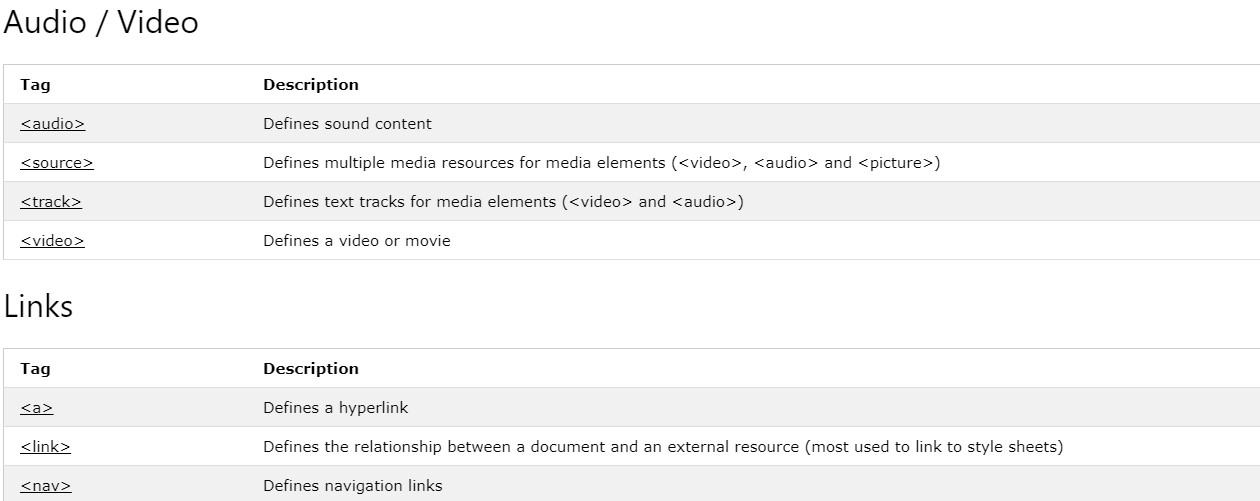 Audio / Video
Tag Description
<audio> Defines sound content
<source> Defines multiple media resources for media elements (<video>, <audio> and <picture>)
<track> Defines text tracks for media elements (<video> and <audio>)
<video> Defines a video or movie
Links
Tag Description
<a> Defines a hyperlink
<link> Defines the relationship between a document and an external resource (most used to link to style sheets)
<nav> Defines navigation links